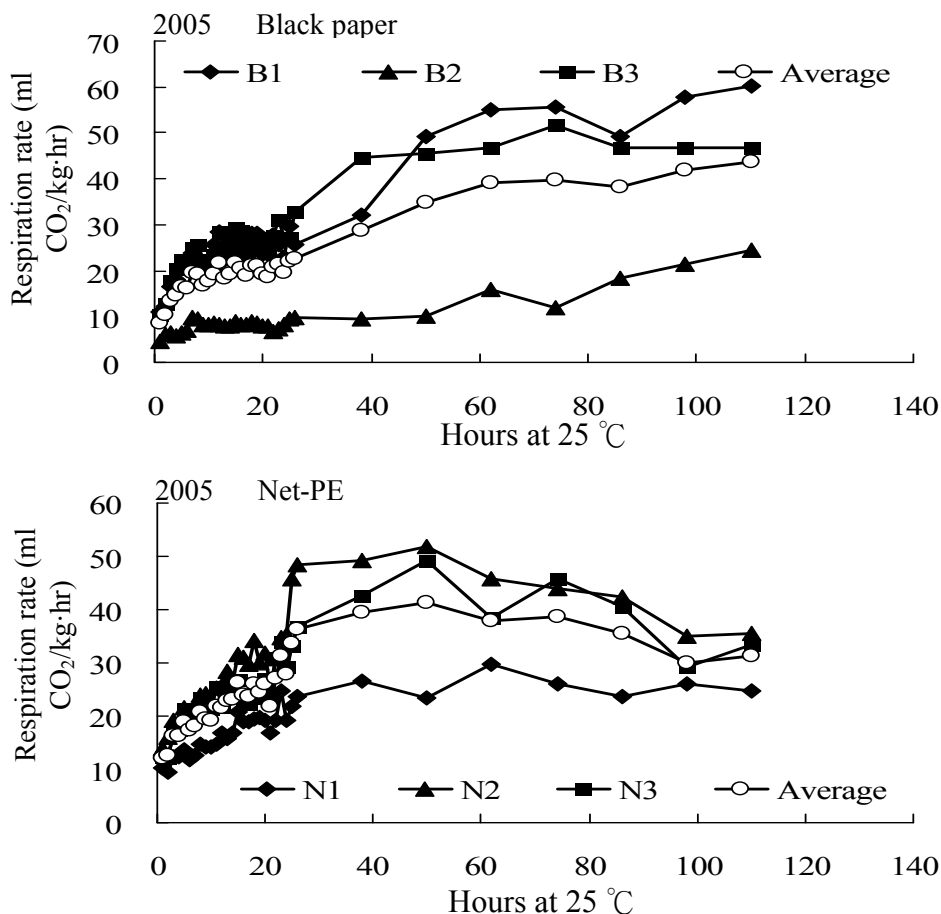 2005 Black paper
70
60
50
40
30
20
10
0
Respiration rate (ml
CO₂/kg·hr)
B1 B2 B3 Average
0 20 40 60 80 100 120 140
Hours at 25 ℃
2005 Net-PE
60
50
40
30
20
10
0
Respiration rate (ml
CO₂/kg·hr)
N1 N2 N3 Average
0 20 40 60 80 100 120 140
Hours at 25 ℃